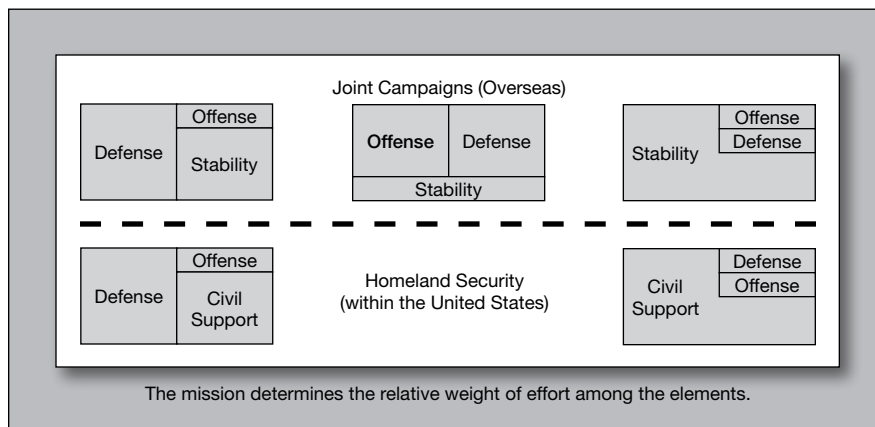 Joint Campaigns (Overseas)
Defense
Offense
Stability
Offense
Defense
Stability
Stability
Offense
Defense
Defense
Offense
Civil
Support
Homeland Security
(within the United States)
Civil
Support
Defense
Offense
The mission determines the relative weight of effort among the elements.